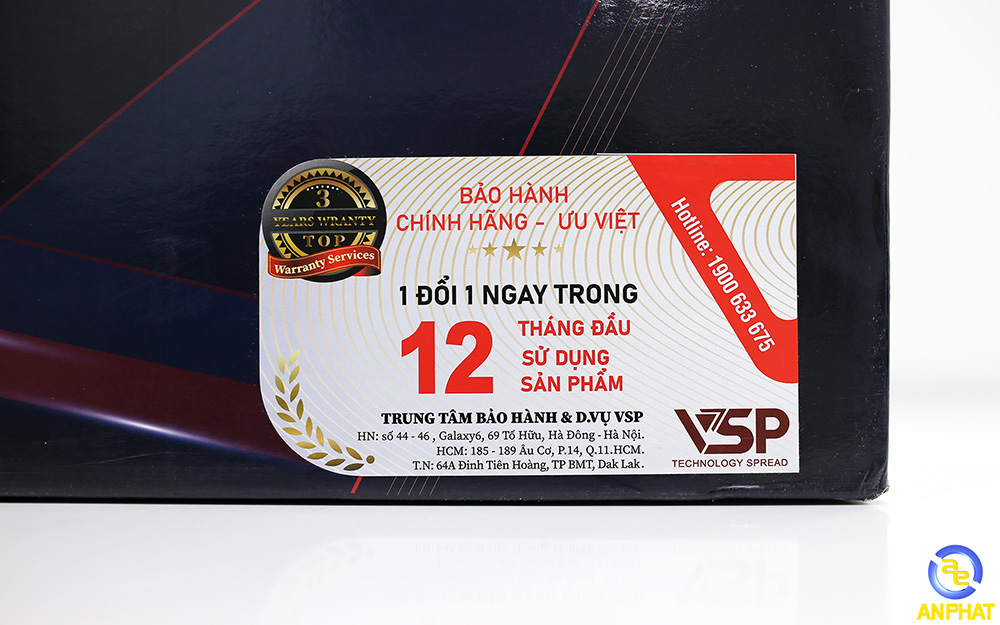 3
YEARS WRANTY
TOP
Warranty Services
BẢO HÀNH
CHÍNH HÃNG - ƯU VIỆT
Hotline: 1900 633 675
1 ĐỔI 1 NGAY TRONG
12
THÁNG ĐẦU
SỬ DỤNG
SẢN PHẨM
TRUNG TÂM BẢO HÀNH & D.VỤ VSP
HN: số 44 - 46 , Galaxy6, 69 Tố Hữu, Hà Đông - Hà Nội.
HCM: 185 - 189 Âu Cơ, P.14, Q.11.HCM.
T.N: 64A Đinh Tiên Hoàng, TP BMT, Dak Lak.
VSP
TECHNOLOGY SPREAD
ae
ANPHAT